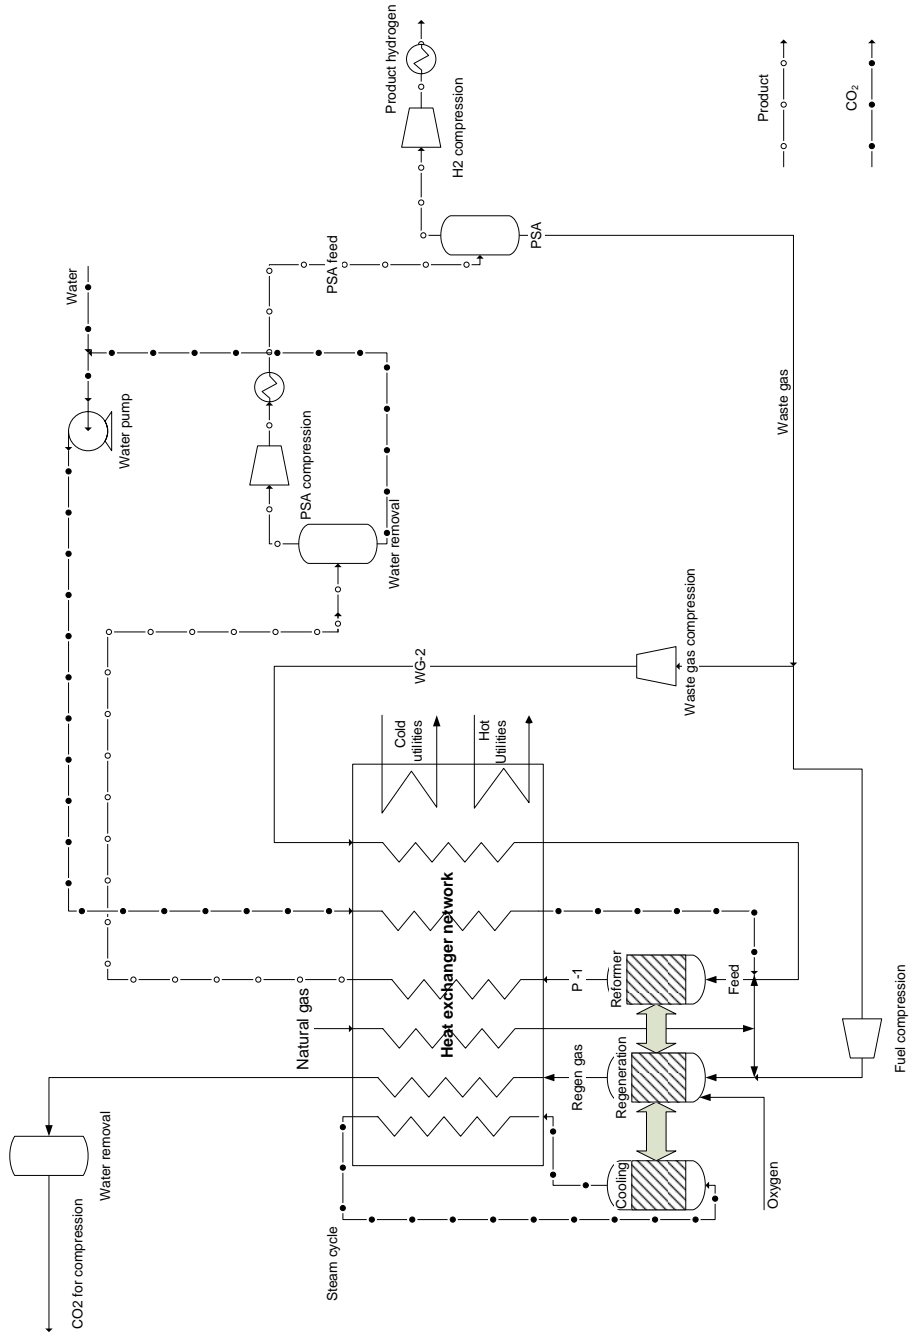 Product hydrogen
H2 compression
Product
CO₂
PSA
PSA feed
Water
Water pump
PSA compression
Water removal
Waste gas
Waste gas compression
WG-2
Cold
utilities
Hot
Utilities
Heat exchanger network
Natural gas
P-1
Reformer
Feed
Regen gas
Regeneration
Fuel compression
Cooling
Oxygen
Water removal
Steam cycle
CO2 for compression